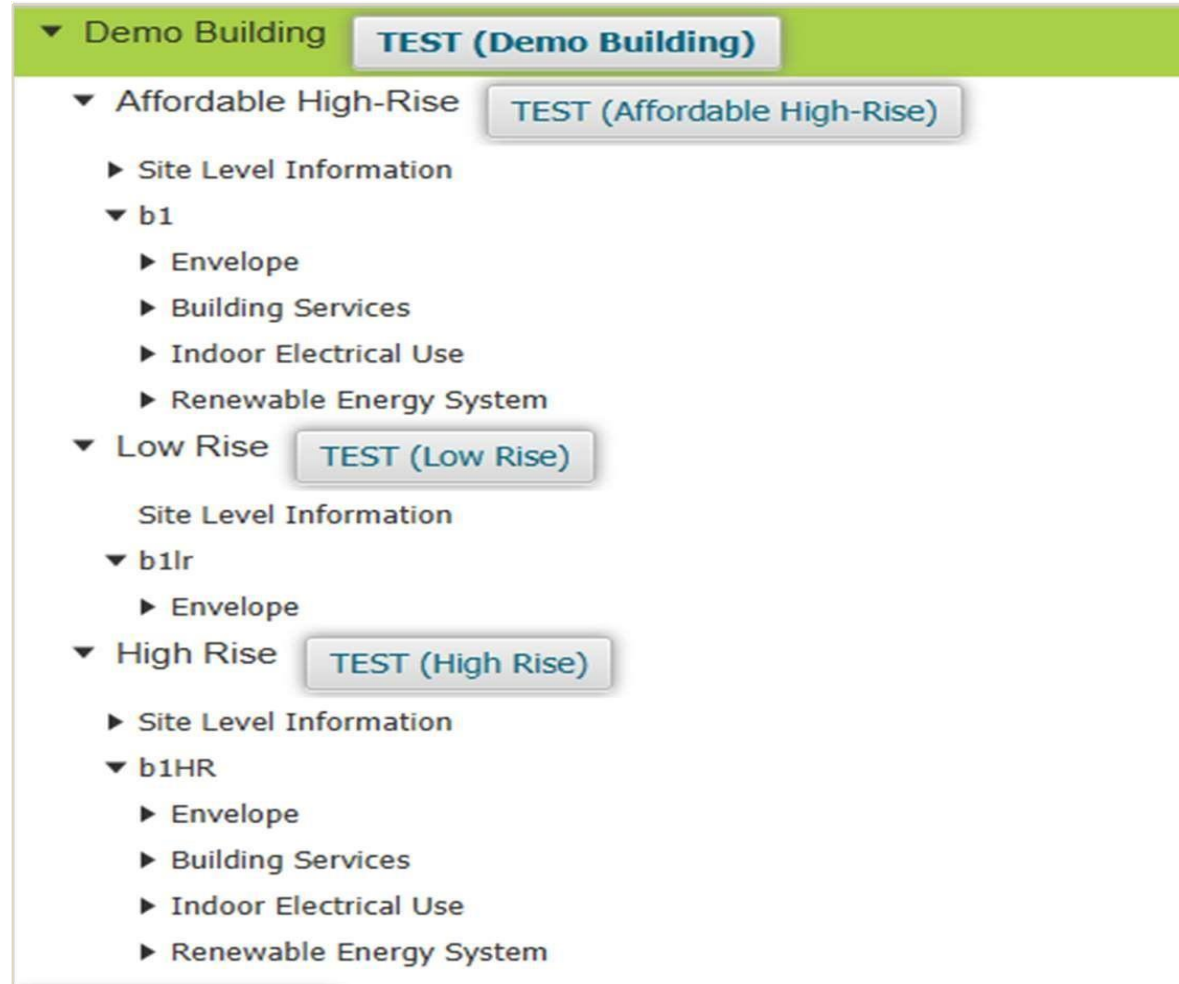 Demo Building TEST (Demo Building)
Affordable High-Rise TEST (Affordable High-Rise)
Site Level Information
b1
Envelope
Building Services
Indoor Electrical Use
Renewable Energy System
Low Rise TEST (Low Rise)
Site Level Information
b1lr
Envelope
High Rise TEST (High Rise)
Site Level Information
b1HR
Envelope
Building Services
Indoor Electrical Use
Renewable Energy System